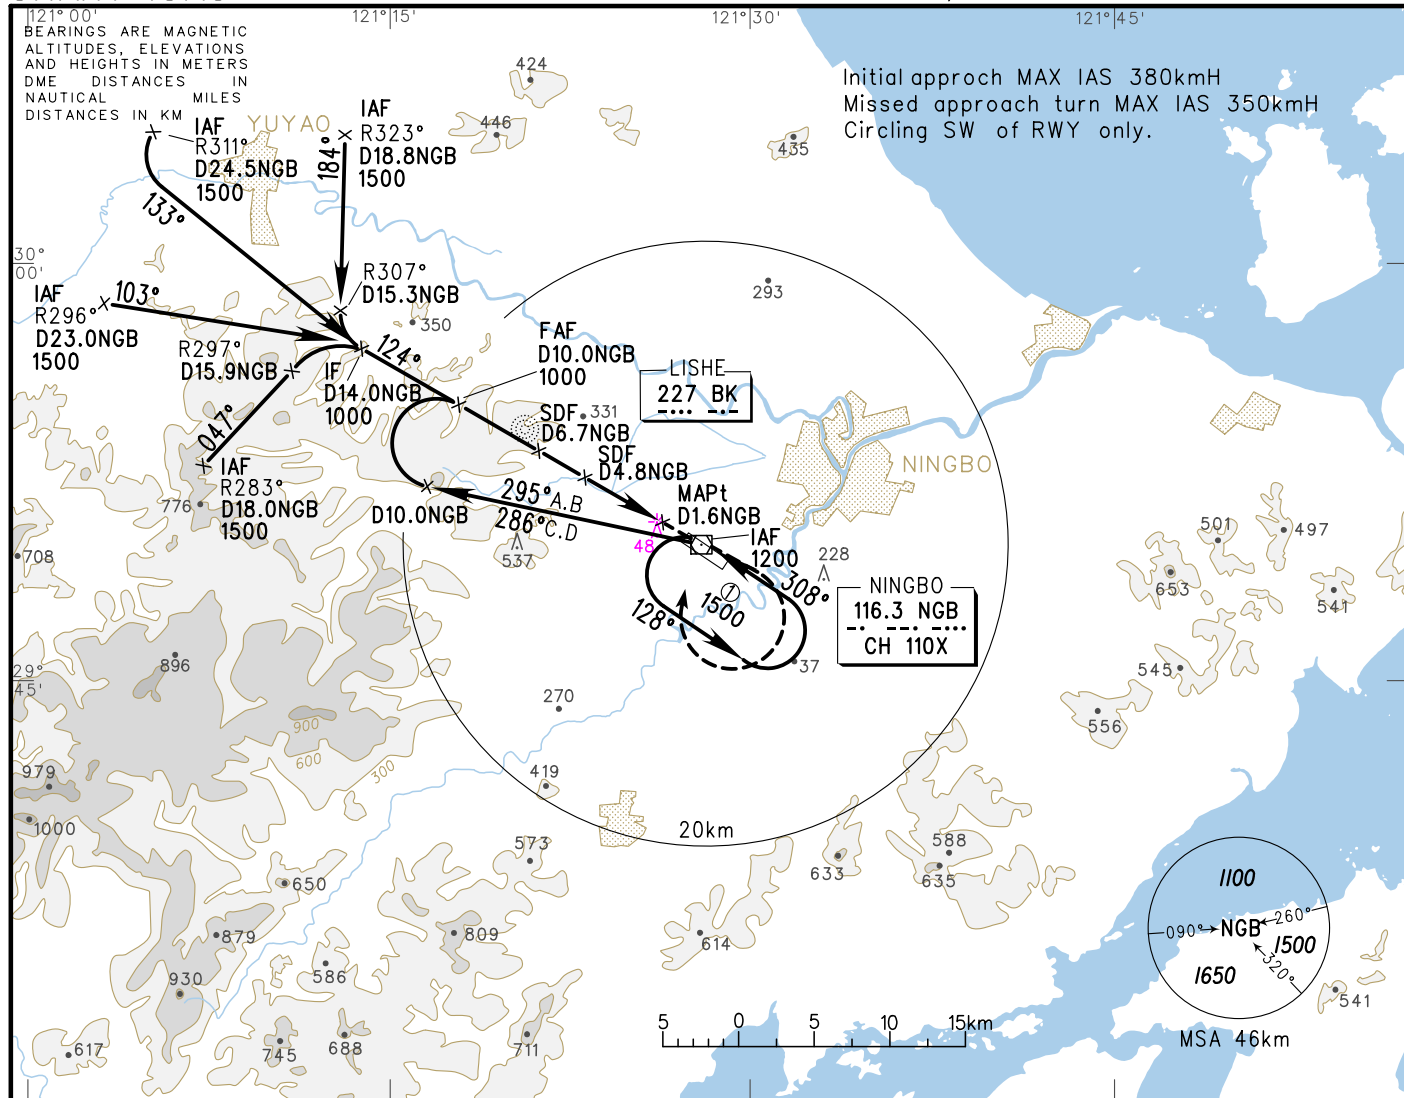 121° 00'
121° 15'
121° 30'
121° 45'
BEARINGS ARE MAGNETIC
ALTITUDES, ELEVATIONS
AND HEIGHTS IN METERS
DME DISTANCES IN
NAUTICAL MILES
DISTANCES IN KM
Initial approch MAX IAS 380kmH
Missed approach turn MAX IAS 350kmH
Circling SW of RWY only.
424
446
435
YUYAO
IAF
R311°
D24.5NGB
1500
IAF
R323°
D18.8NGB
1500
184°
133°
30°
00'
IAF
R296°
D23.0NGB
1500
103°
R307°
D15.3NGB
350
293
R297°
D15.9NGB
IF
D14.0NGB
1000
124°
FAF
D10.0NGB
1000
LISHE
227 BK
SDF
D6.7NGB
331
SDF
D4.8NGB
047°
IAF
R283°
D18.0NGB
1500
776
D10.0NGB
295°A.B
286°C.D
537
MAPt
D1.6NGB
48
IAF
1200
NINGBO
228
308°
128°
1500
37
NINGBO
116.3 NGB
CH 110X
708
501
497
653
541
545
556
896
29°
45'
270
900
600
300
979
419
1000
20km
573
633
588
635
650
879
809
614
586
930
617
745
688
711
5 0 5 10 15km
1100
090°
NGB
260°
1500
320°
1650
MSA 46km
541